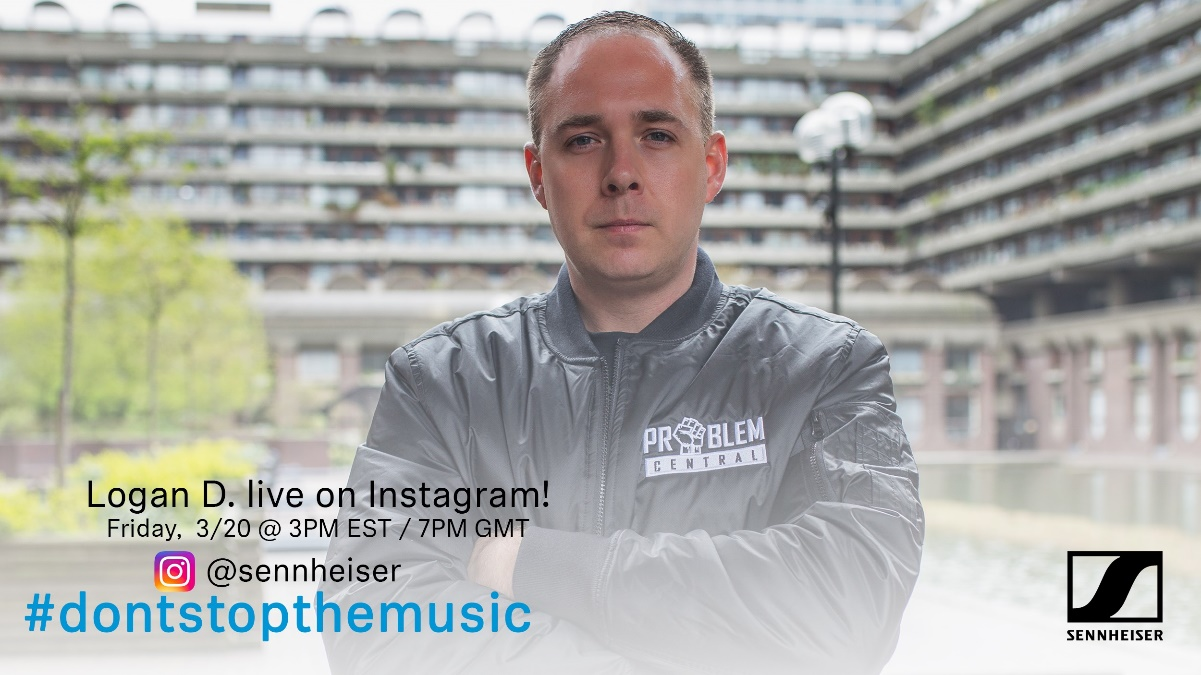 PROBLEM
CENTRAL
Logan D. live on Instagram!
Friday, 3/20 @ 3PM EST / 7PM GMT
@sennheiser
#dontstopthemusic
SENNHEISER